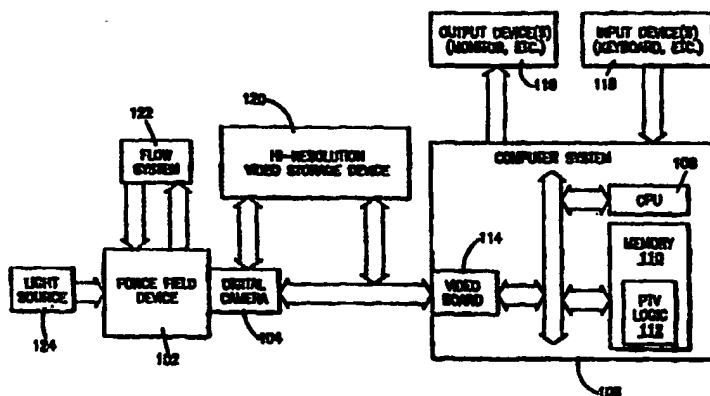 OUTPUT DEVICE(S)
(MONITOR, ETC.)
116
INPUT DEVICE(S)
(KEYBOARD, ETC.)
118
122
FLOW
SYSTEM
120
HI-RESOLUTION
VIDEO STORAGE DEVICE
COMPUTER SYSTEM
108
CPU
MEMORY
110
PTV
LOGIC
112
114
VIDEO
BOARD
LIGHT
SOURCE
124
FORCE FIELD
DEVICE
102
DIGITAL
CAMERA
104